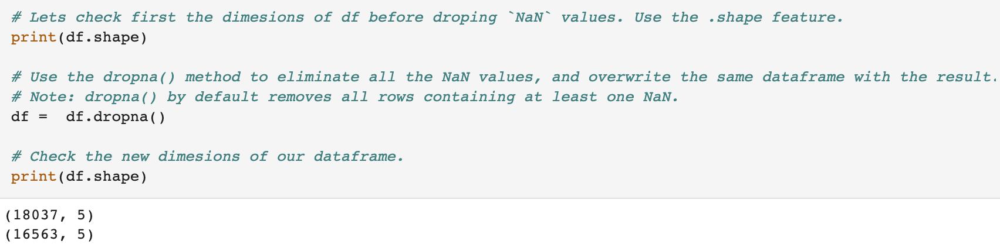 # Lets check first the dimesions of df before droping `NaN` values. Use the .shape feature.
print(df.shape)
# Use the dropna() method to eliminate all the NaN values, and overwrite the same dataframe with the result.
# Note: dropna() by default removes all rows containing at least one NaN.
df =  df.dropna()
# Check the new dimesions of our dataframe.
print(df.shape)
(18037, 5)
(16563, 5)